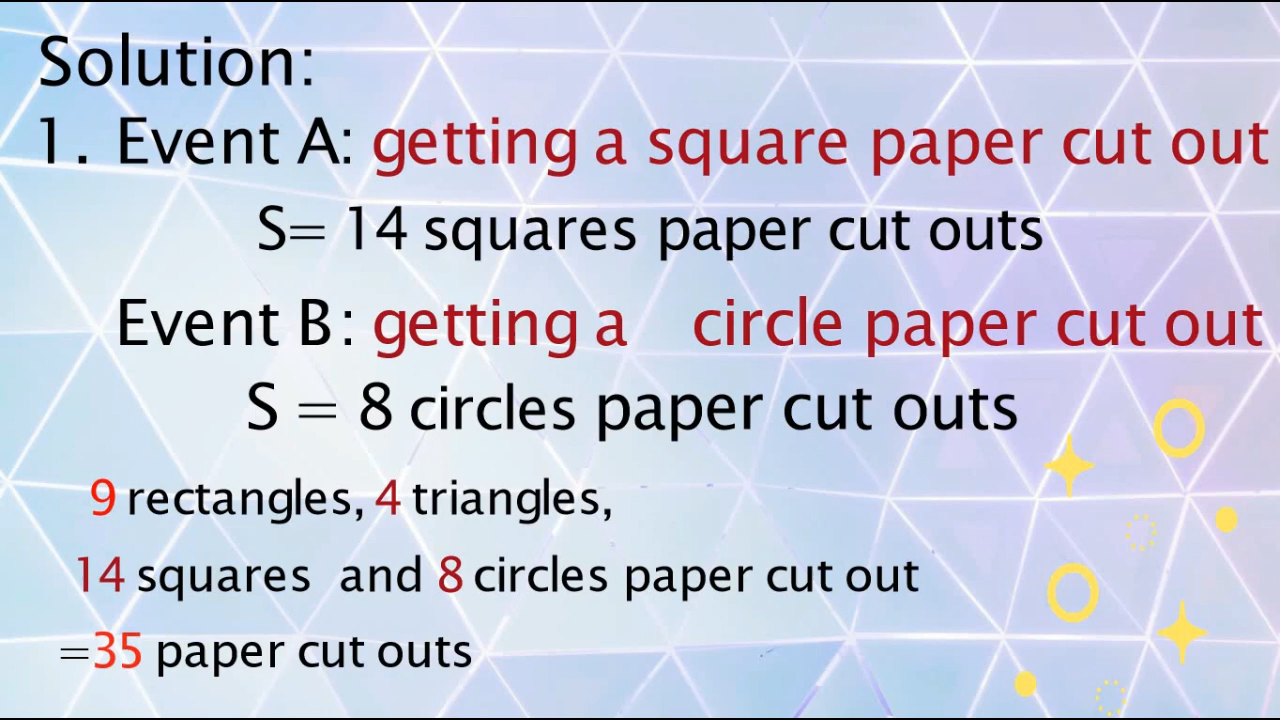 Solution:
1. Event A: getting a square paper cut out
S= 14 squares paper cut outs
Event B: getting a circle paper cut out
S = 8 circles paper cut outs
9 rectangles, 4 triangles,
14 squares and 8 circles paper cut out
=35 paper cut outs